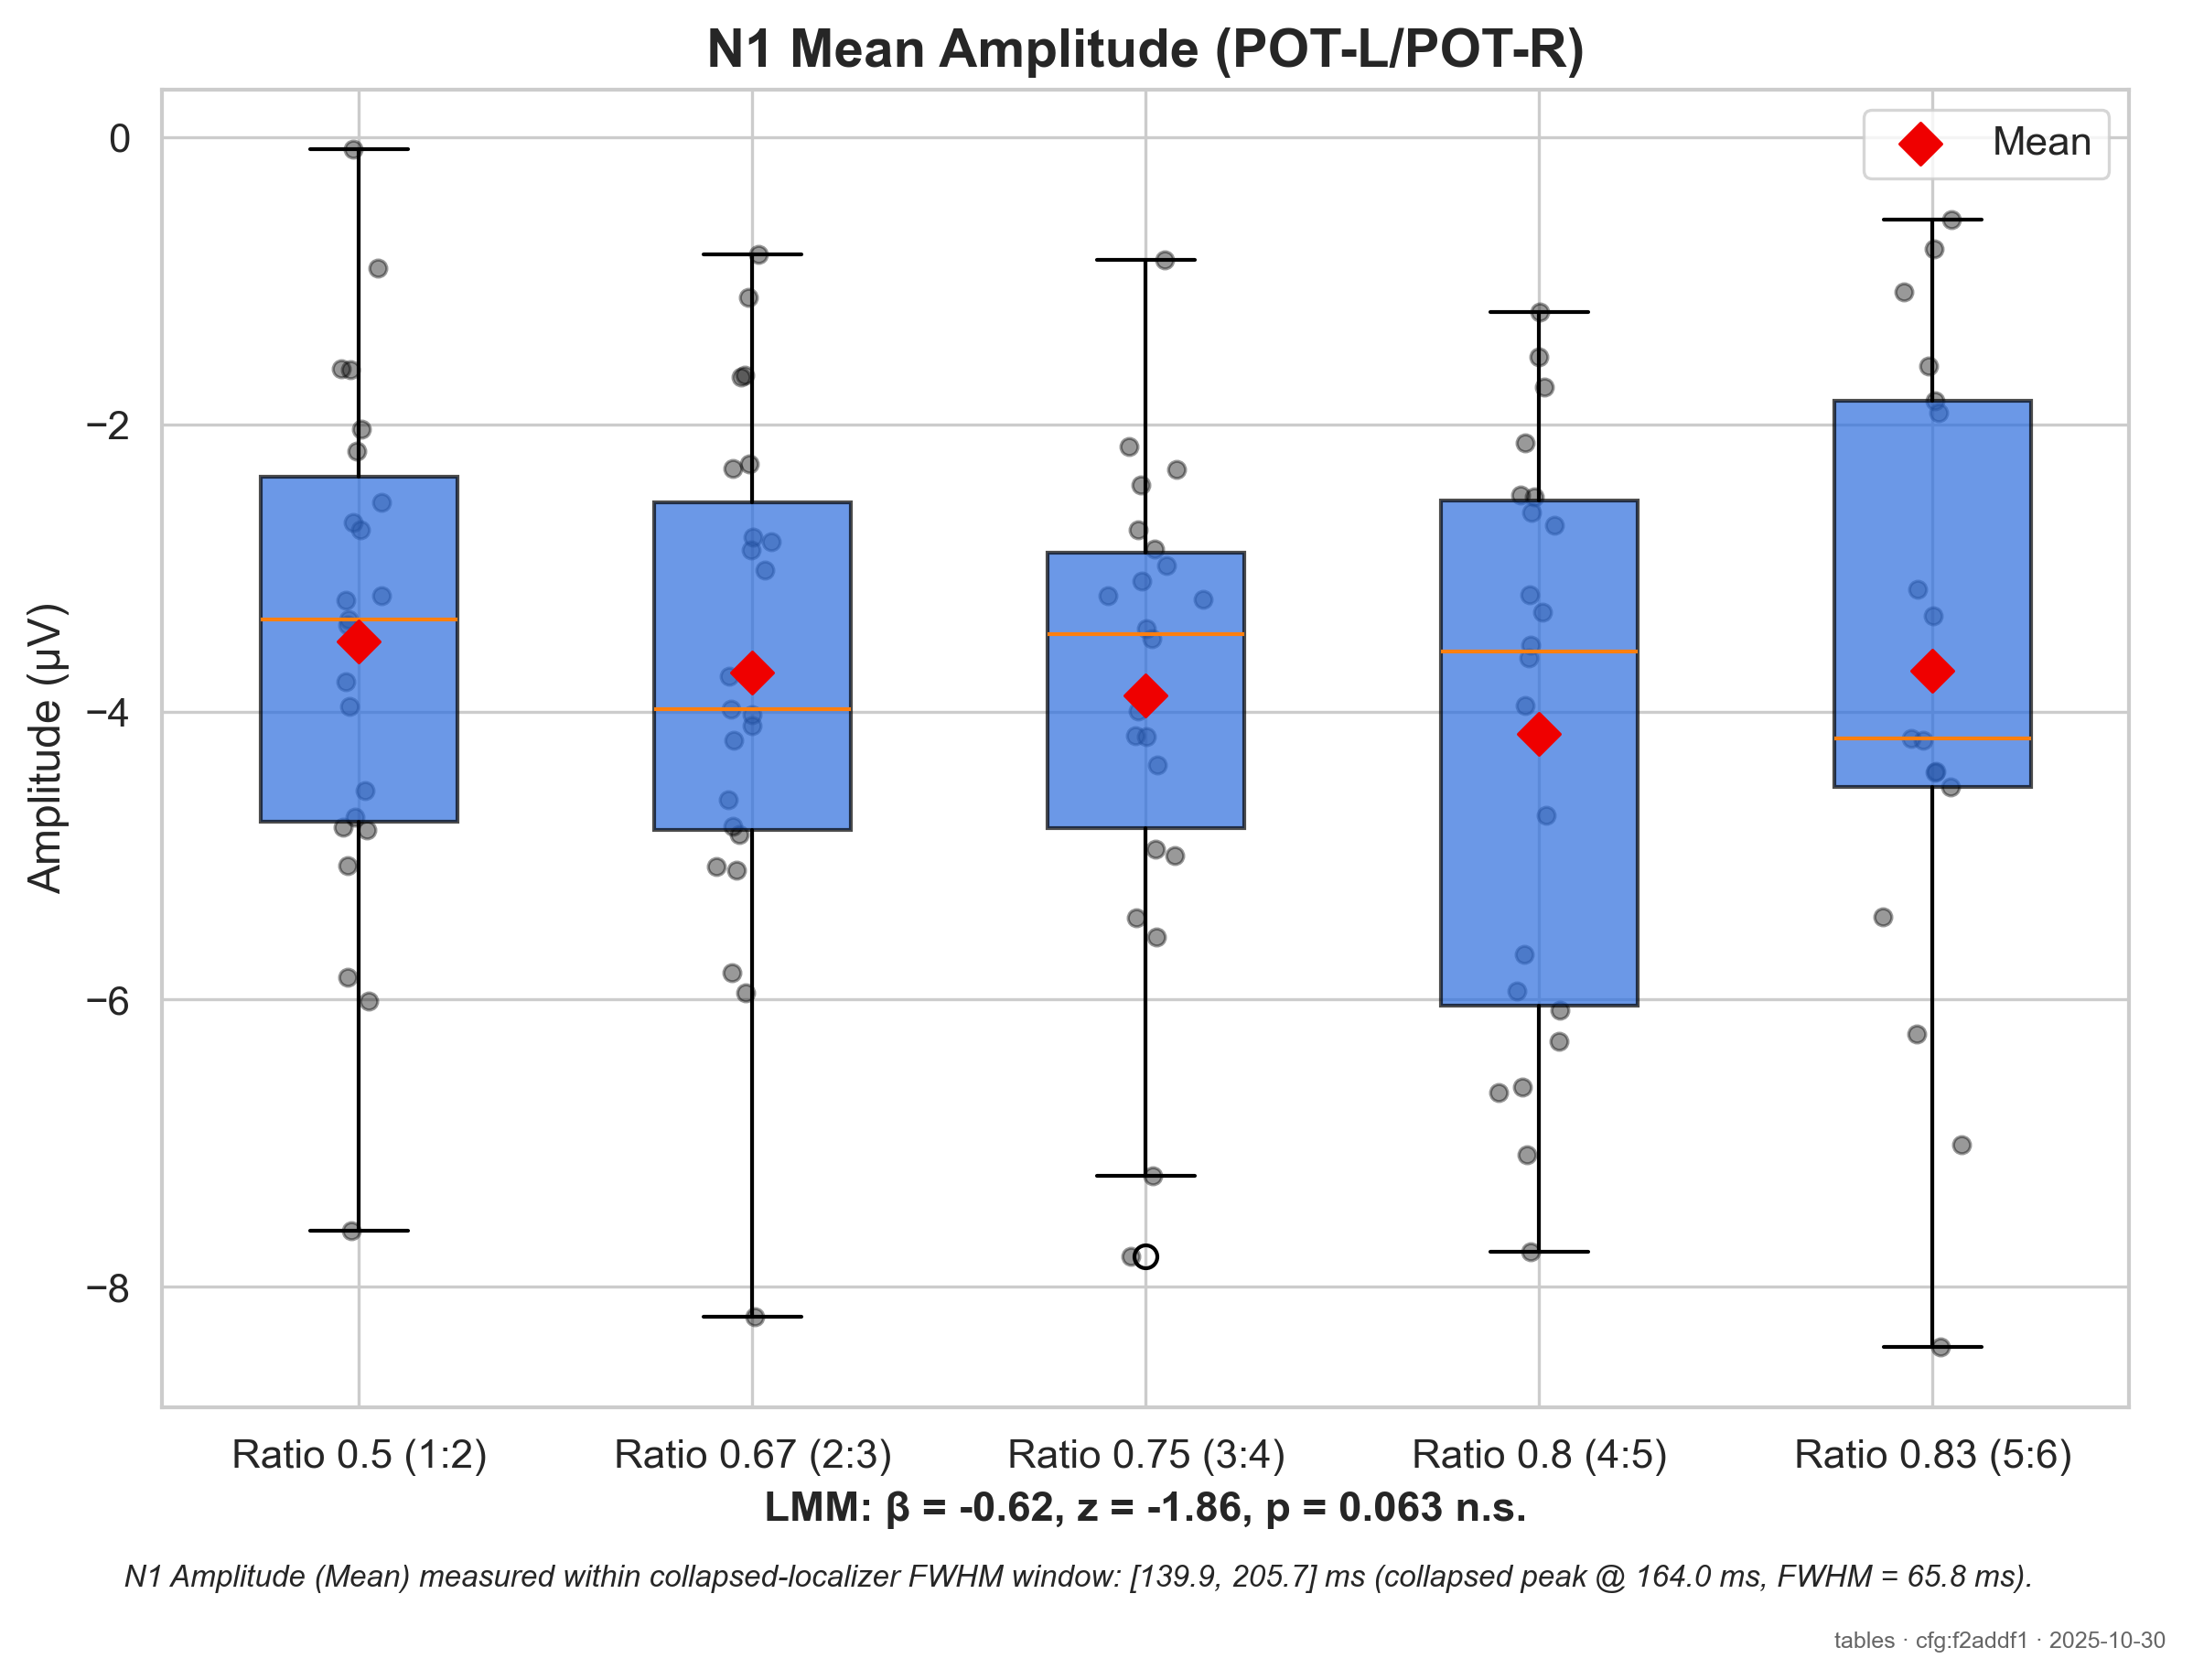 N1 Mean Amplitude (POT-L/POT-R)
Mean
0
−2
−4
−6
−8
Amplitude (µV)
Ratio 0.5 (1:2)
Ratio 0.67 (2:3)
Ratio 0.75 (3:4)
Ratio 0.8 (4:5)
Ratio 0.83 (5:6)
LMM: β = -0.62, z = -1.86, p = 0.063 n.s.
N1 Amplitude (Mean) measured within collapsed-localizer FWHM window: [139.9, 205.7] ms (collapsed peak @ 164.0 ms, FWHM = 65.8 ms).
tables · cfg:f2addf1 · 2025-10-30